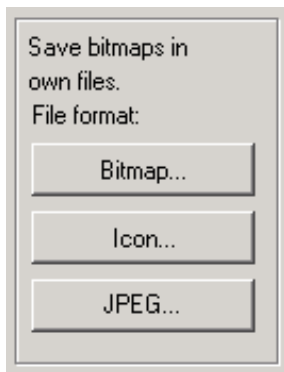 Save bitmaps in
own files.
File format:
Bitmap...
Icon...
JPEG...